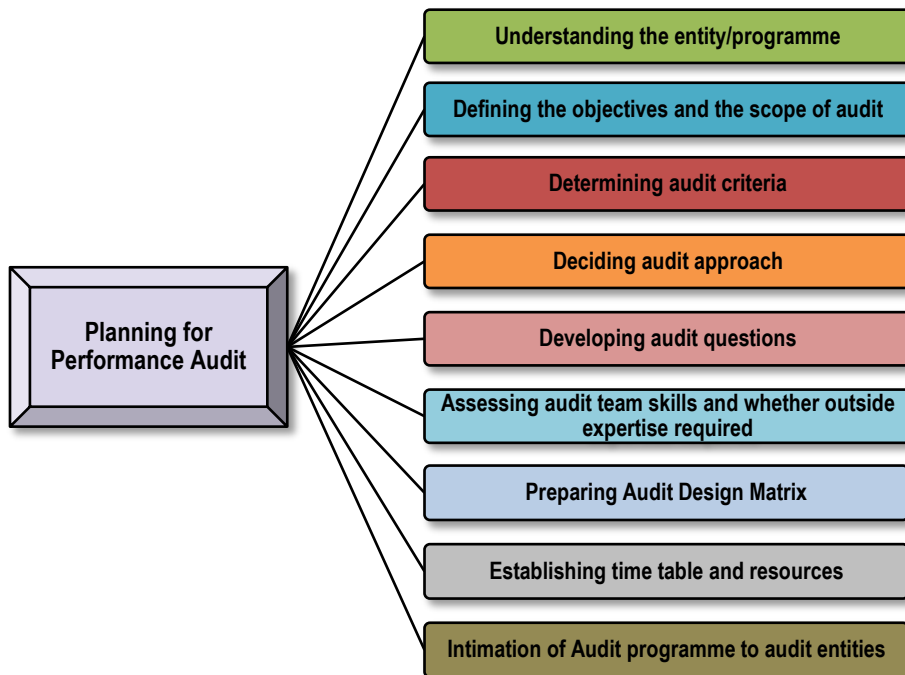 Understanding the entity/programme
Defining the objectives and the scope of audit
Determining audit criteria
Deciding audit approach
Planning for
Performance Audit
Developing audit questions
Assessing audit team skills and whether outside
expertise required
Preparing Audit Design Matrix
Establishing time table and resources
Intimation of Audit programme to audit entities